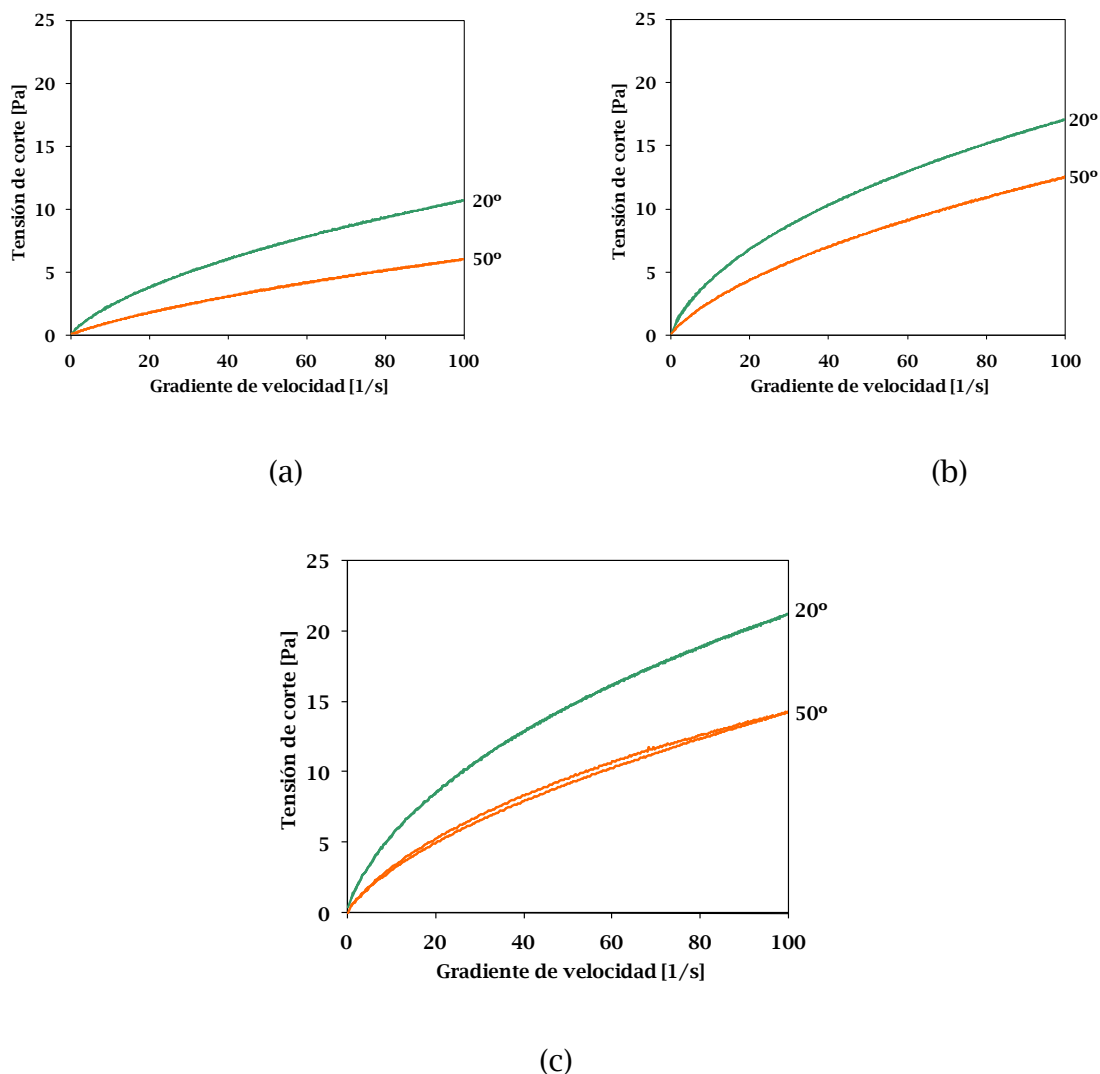 25
20
15
10
5
0
Tensión de corte [Pa]
20º
50º
0 20 40 60 80 100
Gradiente de velocidad [1/s]
(a)
25
20
15
10
5
0
Tensión de corte [Pa]
20º
50º
0 20 40 60 80 100
Gradiente de velocidad [1/s]
(b)
25
20
15
10
5
0
Tensión de corte [Pa]
20º
50º
0 20 40 60 80 100
Gradiente de velocidad [1/s]
(c)